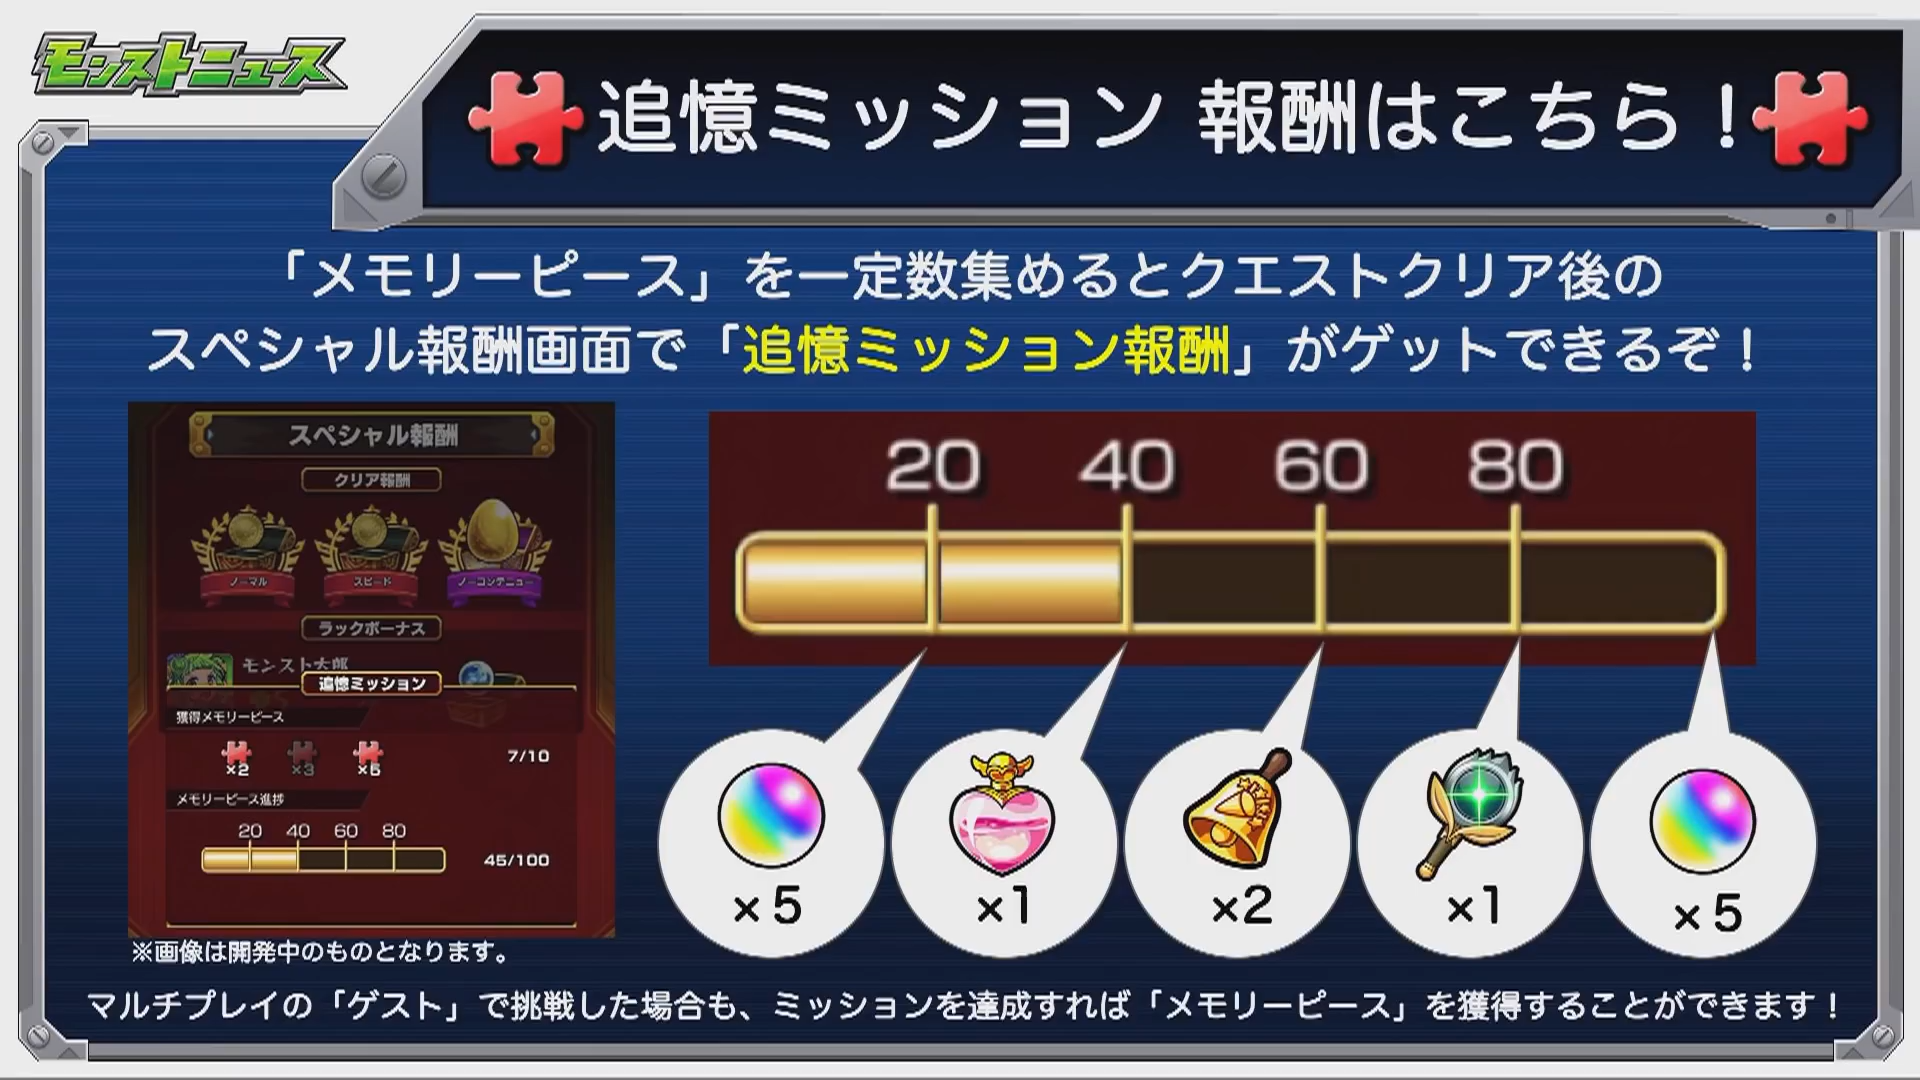 モンストニュース
追憶ミッション 報酬はこちら！
「メモリーピース」を一定数集めるとクエストクリア後の
スペシャル報酬画面で「追憶ミッション報酬」がゲットできるぞ！
スペシャル報酬
クリア報酬
ノーマル
スピード
ノーコンテニュー
ラックボーナス
モンスト太郎
追憶ミッション
獲得メモリーピース
×2 ×3 ×5 7/10
メモリーピース進捗
20 40 60 80
45/100
※画像は開発中のものとなります。
20 40 60 80
×5 ×1 ×2 ×1 ×5
マルチプレイの「ゲスト」で挑戦した場合も、ミッションを達成すれば「メモリーピース」を獲得することができます！